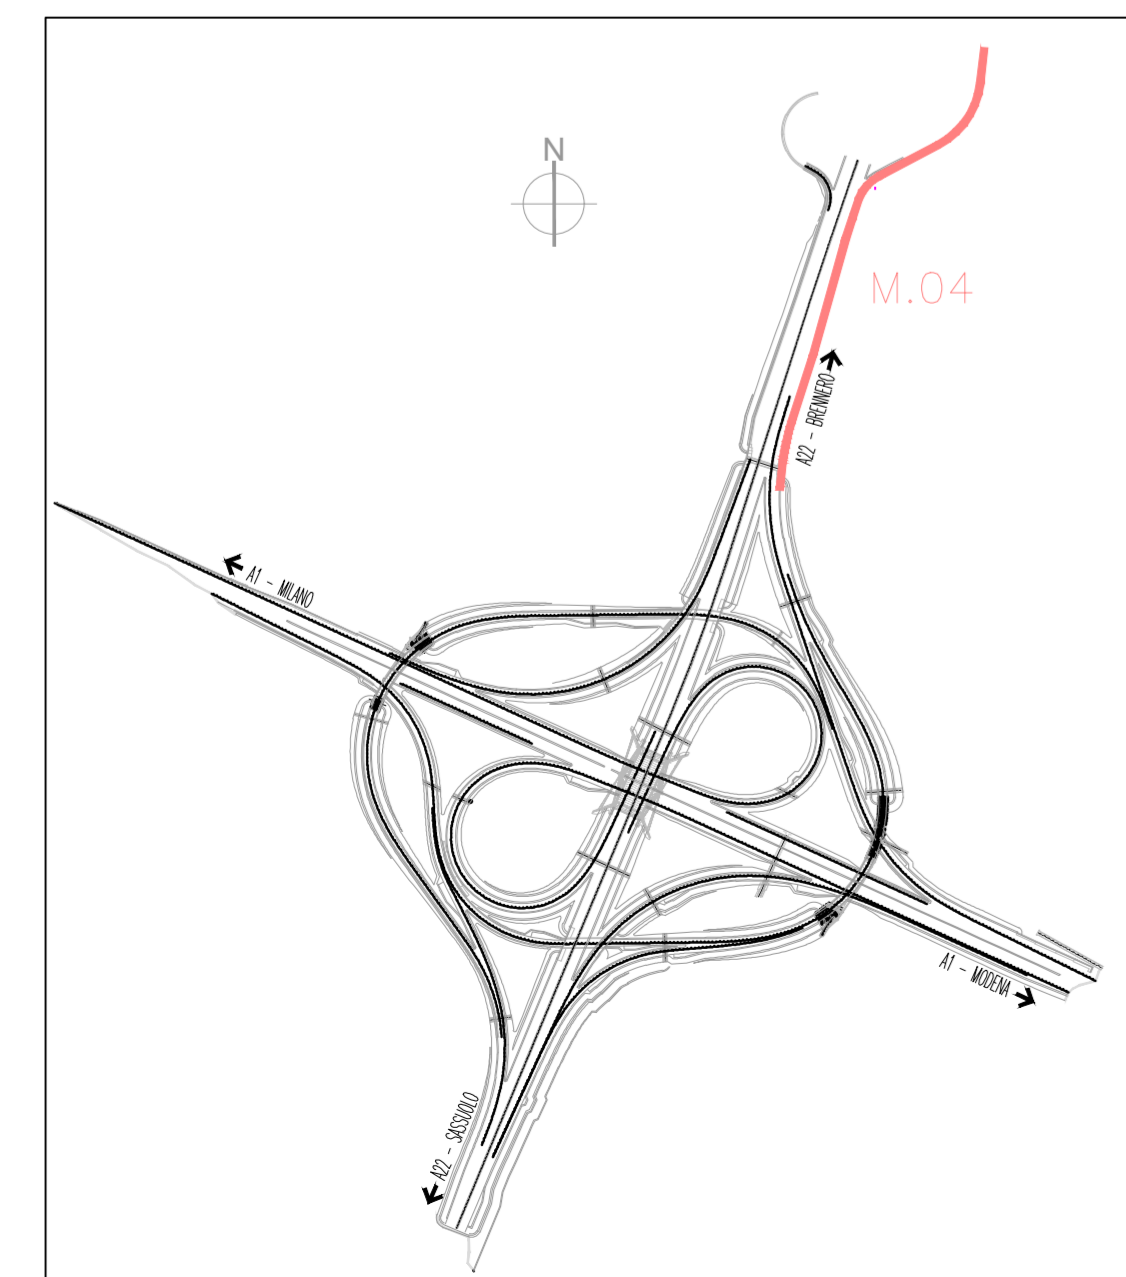 N
M.04
A22 - BRENNERO
A1 - MILANO
A1 - MODENA
A22 - SASSUOLO